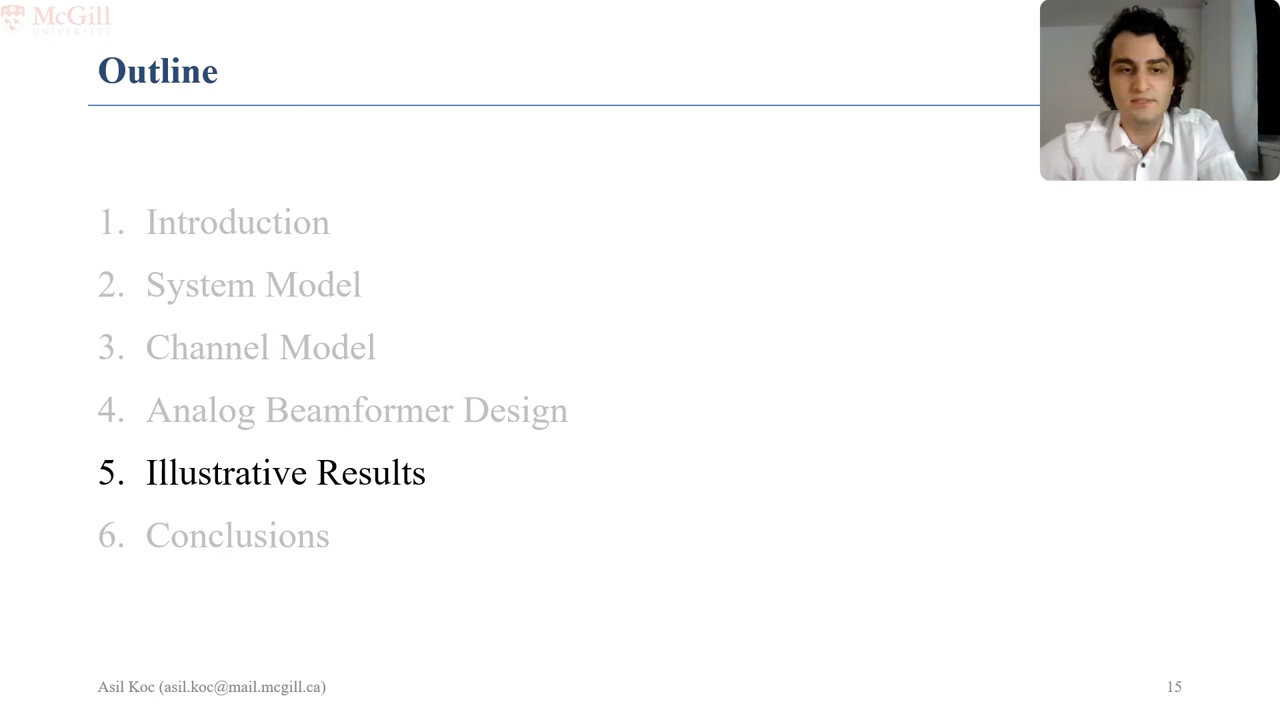 McGill
UNIVERSITY
Outline
1. Introduction
2. System Model
3. Channel Model
4. Analog Beamformer Design
5. Illustrative Results
6. Conclusions
Asil Koc (asil.koc@mail.mcgill.ca)
15